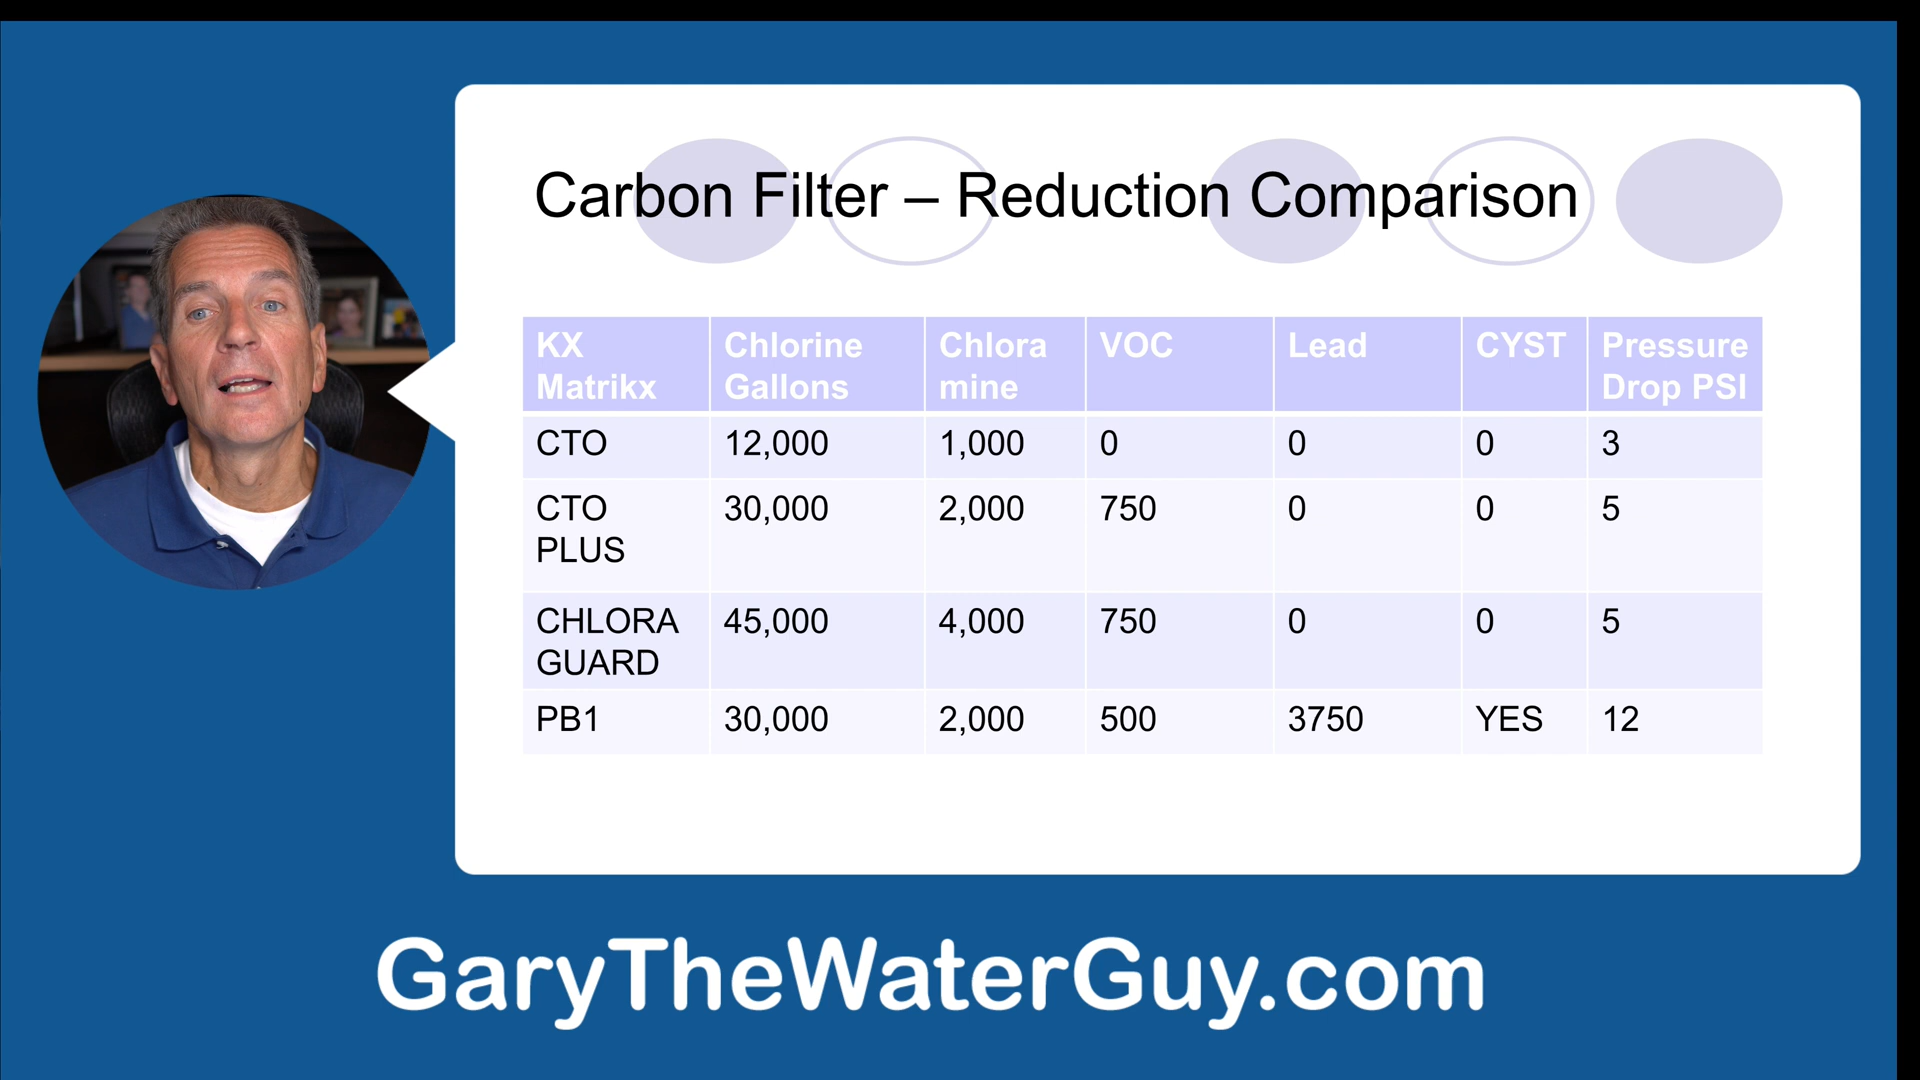 Carbon Filter – Reduction Comparison
KX Matrikx Chlorine Gallons Chlora mine VOC Lead CYST Pressure Drop PSI
CTO 12,000 1,000 0 0 0 3
CTO PLUS 30,000 2,000 750 0 0 5
CHLORA GUARD 45,000 4,000 750 0 0 5
PB1 30,000 2,000 500 3750 YES 12
GaryTheWaterGuy.com